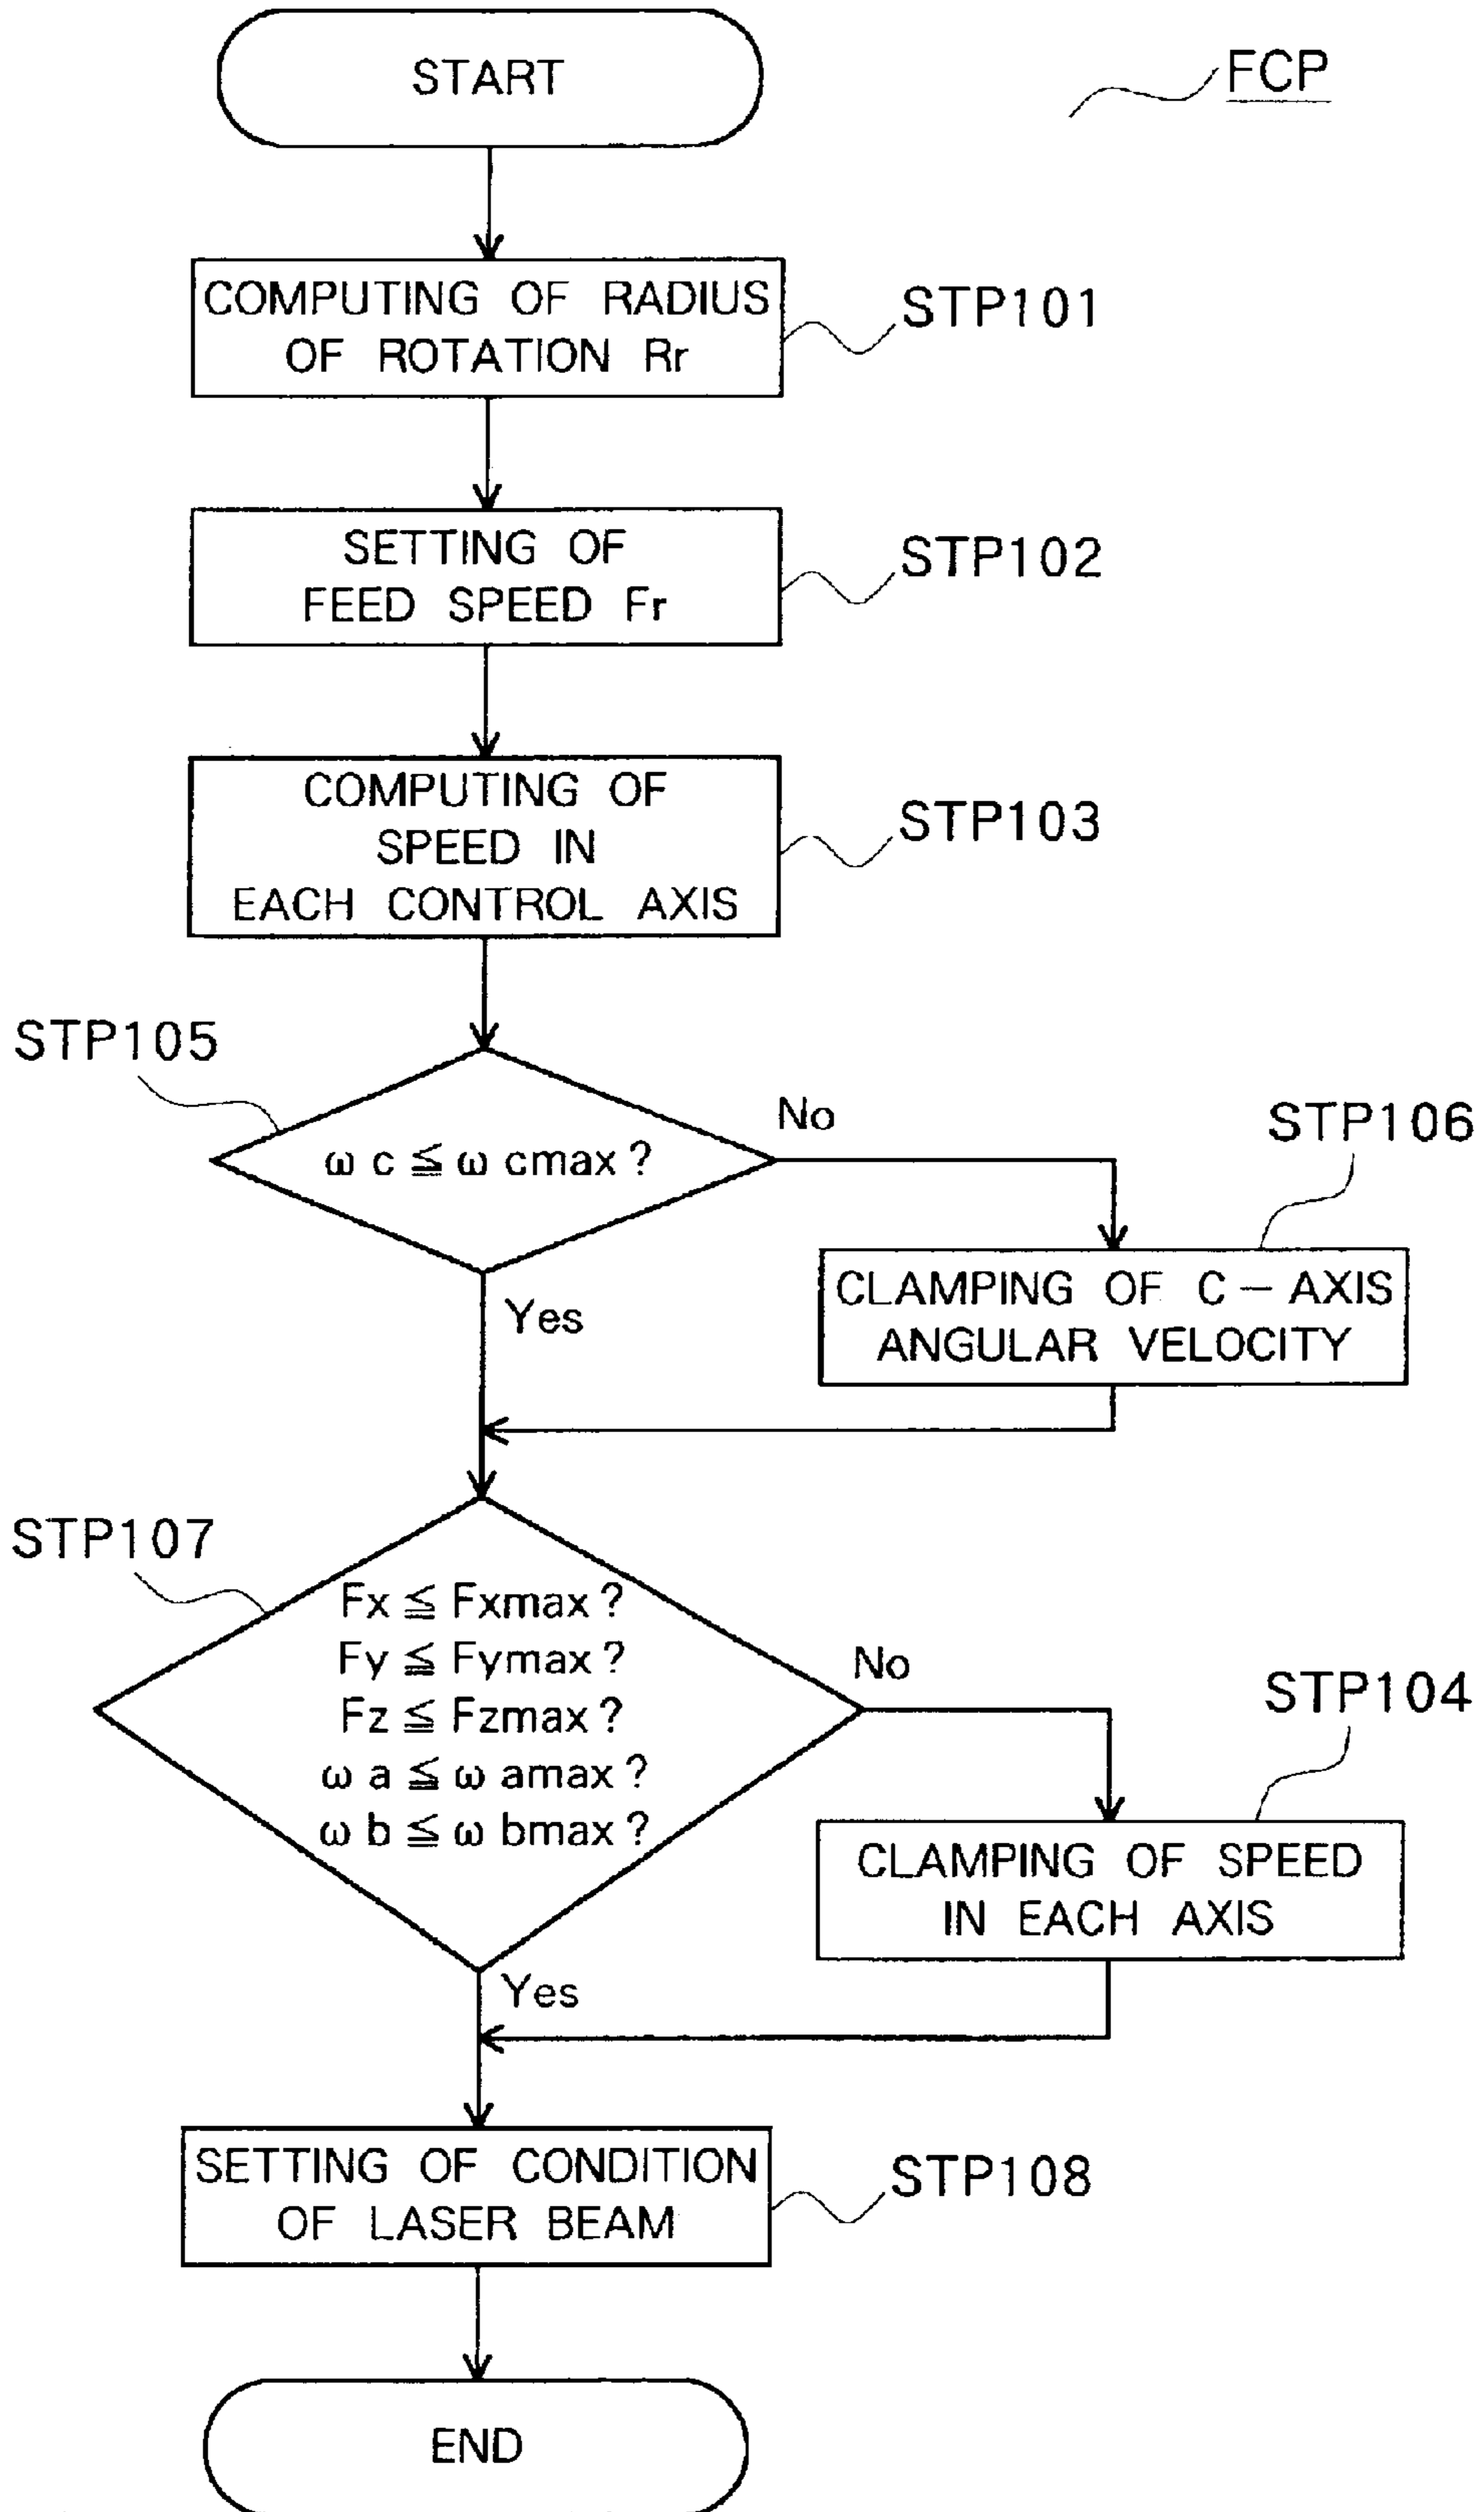 START
FCP
COMPUTING OF RADIUS
OF ROTATION Rr
STP101
SETTING OF
FEED SPEED Fr
STP102
COMPUTING OF
SPEED IN
EACH CONTROL AXIS
STP103
STP105
ω c ≦ ω cmax ?
No
Yes
STP106
CLAMPING OF C – AXIS
ANGULAR VELOCITY
STP107
Fx ≦ Fxmax ?
Fy ≦ Fymax ?
Fz ≦ Fzmax ?
ω a ≦ ω amax ?
ω b ≦ ω bmax ?
No
Yes
STP104
CLAMPING OF SPEED
IN EACH AXIS
SETTING OF CONDITION
OF LASER BEAM
STP108
END